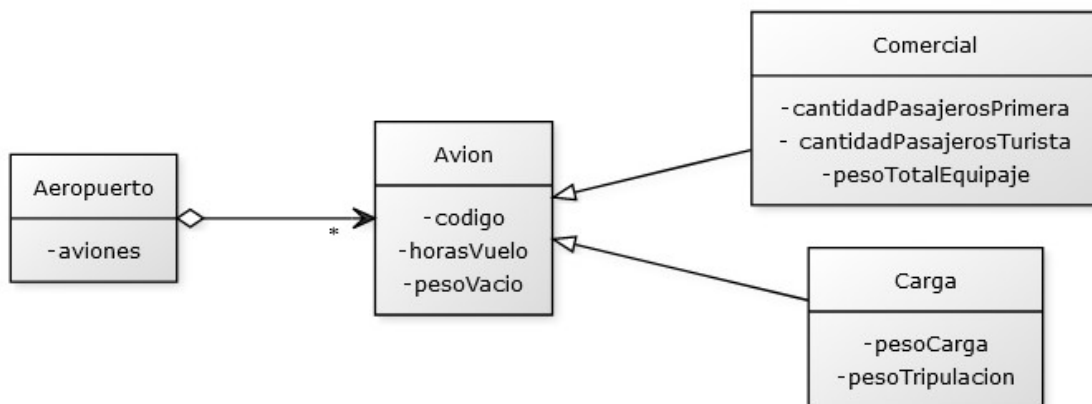 Aeropuerto
-aviones
*
Avion
-codigo
-horasVuelo
-pesoVacio
Comercial
-cantidadPasajerosPrimera
- cantidadPasajerosTurista
-pesoTotalEquipaje
Carga
-pesoCarga
-pesoTripulacion